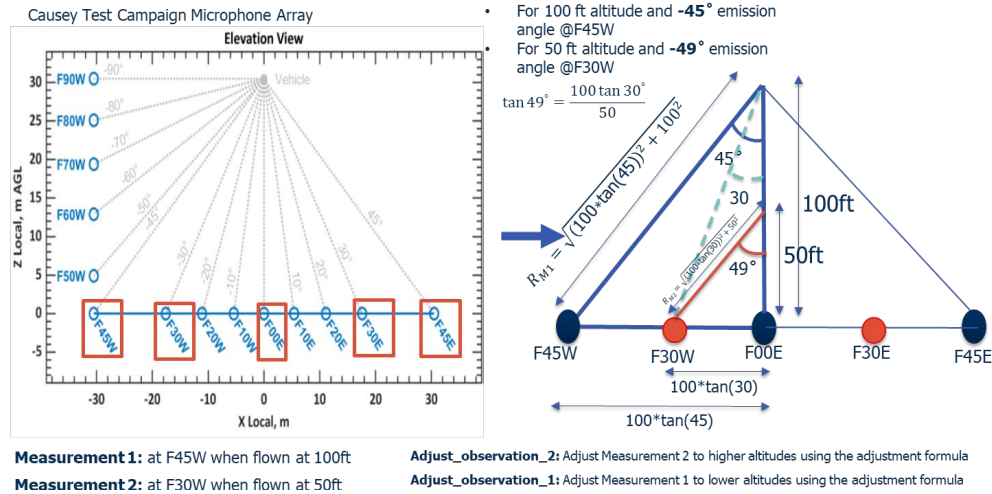 Causey Test Campaign Microphone Array
Elevation View
Z Local, m AGL
30
25
20
15
10
5
0
-5
F90W
F80W
F70W
F60W
F50W
-90°
-80°
-70°
-60°
-50°
-45°
-30°
-20°
-10°
10°
20°
30°
45°
Vehicle
F45W
F30W
F20W
F10W
F00E
F10E
F20E
F30E
F45E
-30
-20
-10
0
10
20
30
X Local, m
• For 100 ft altitude and -45° emission
angle @F45W
• For 50 ft altitude and -49° emission
angle @F30W
tan 49° = 100 tan 30° / 50
R_M1 = √(100*tan(45))² + 100²
R_M2 = √(100*tan(30))² + 50²
45°
30
49°
100ft
50ft
F45W
F30W
F00E
F30E
F45E
100*tan(30)
100*tan(45)
Measurement 1: at F45W when flown at 100ft
Measurement 2: at F30W when flown at 50ft
Adjust_observation_2: Adjust Measurement 2 to higher altitudes using the adjustment formula
Adjust_observation_1: Adjust Measurement 1 to lower altitudes using the adjustment formula